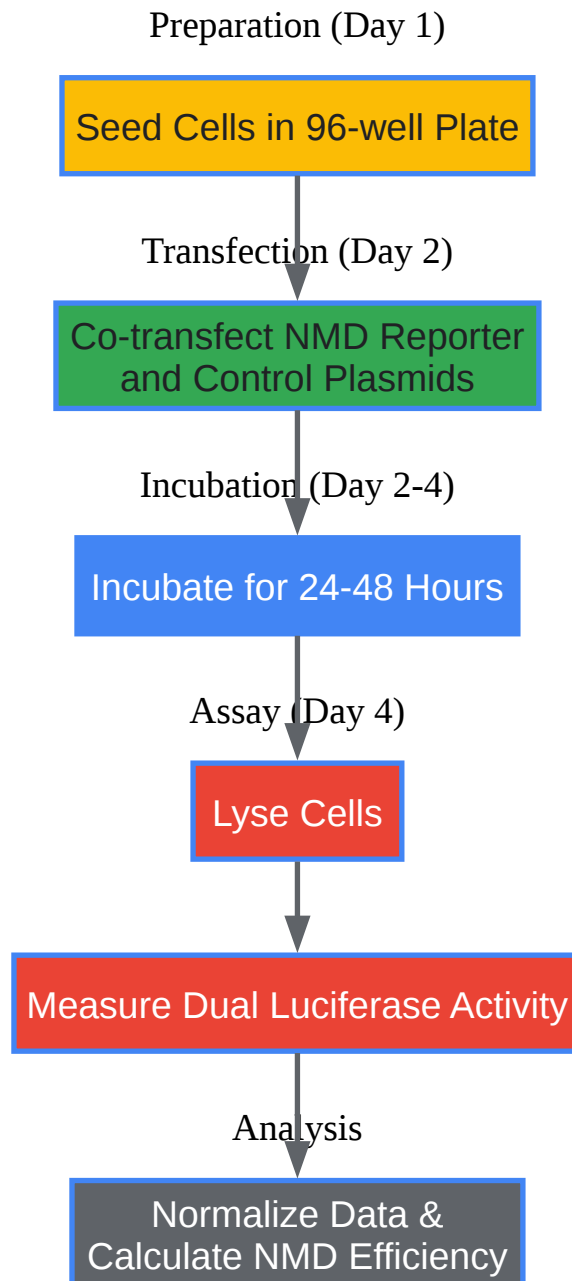 Preparation (Day 1)
Seed Cells in 96-well Plate
Transfection (Day 2)
Co-transfect NMD Reporter
and Control Plasmids
Incubation (Day 2-4)
Incubate for 24-48 Hours
Assay (Day 4)
Lyse Cells
Measure Dual Luciferase Activity
Analysis
Normalize Data &
Calculate NMD Efficiency